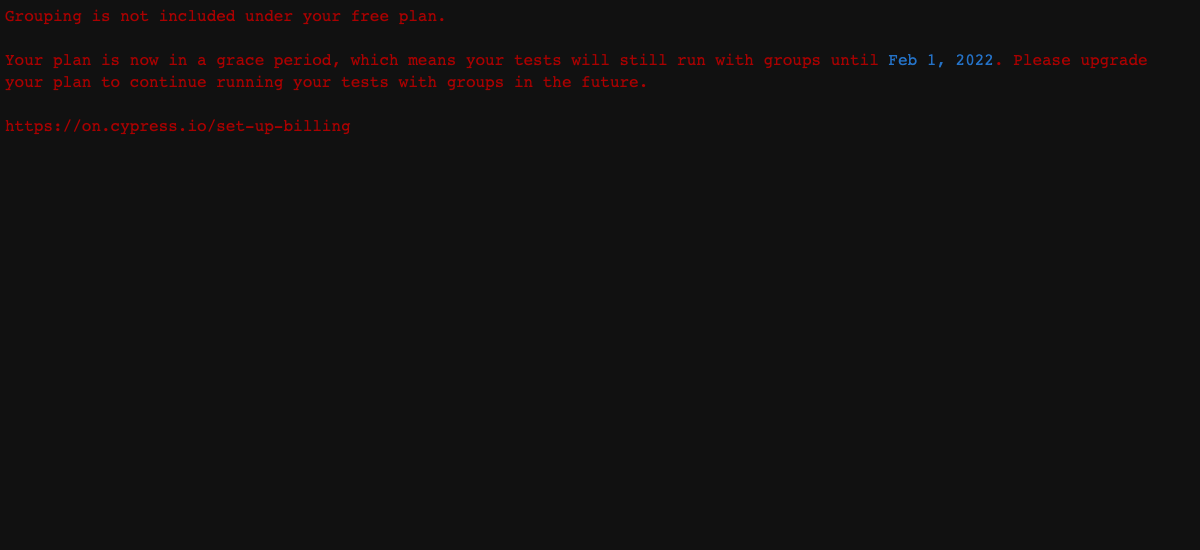 Grouping is not included under your free plan.
Your plan is now in a grace period, which means your tests will still run with groups until Feb 1, 2022. Please upgrade
your plan to continue running your tests with groups in the future.
https://on.cypress.io/set-up-billing